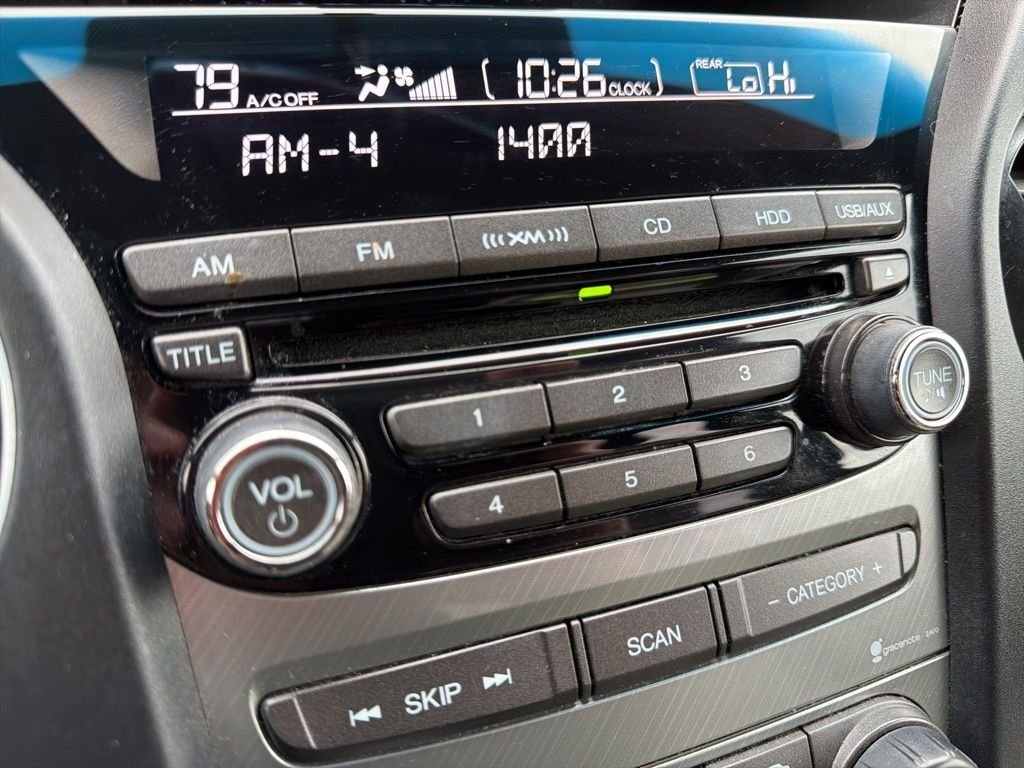 79 A/C OFF 10:26 CLOCK REAR Lo Hi
AM-4 1400
AM FM XM CD HDD USB/AUX
TITLE
1 2 3
TUNE
VOL
4 5 6
- CATEGORY +
SCAN
SKIP
gracenote